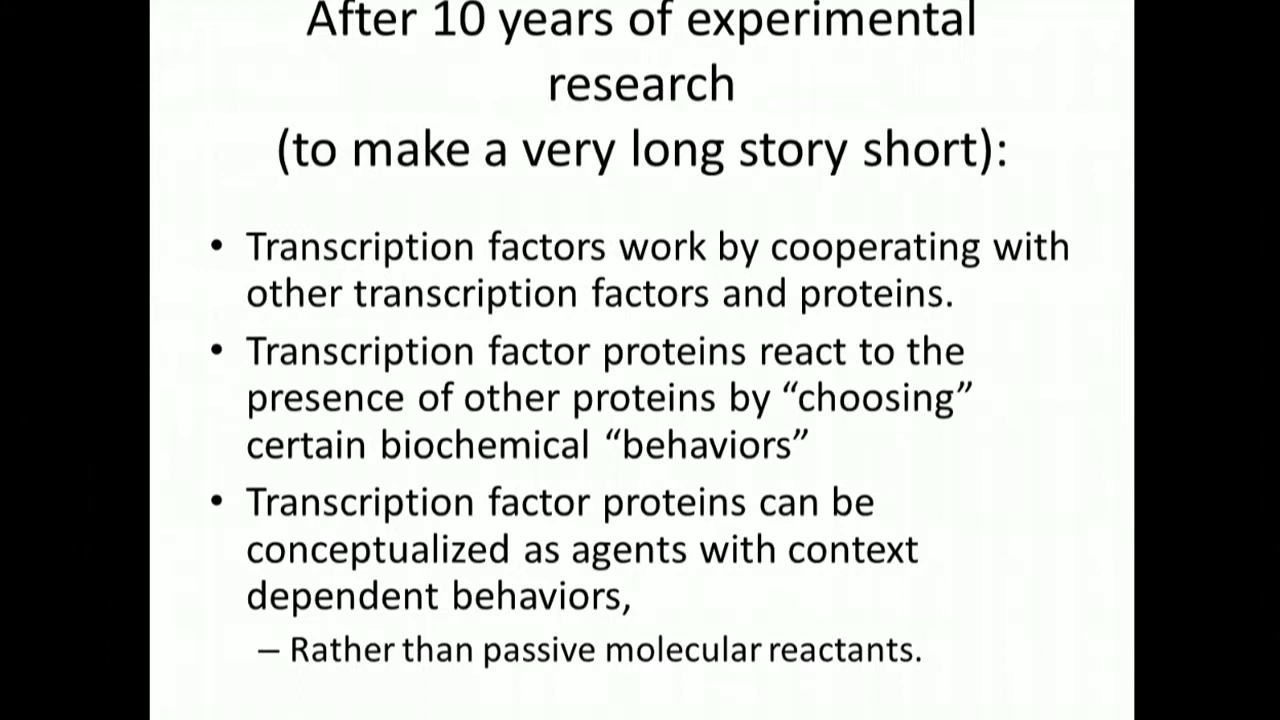 After 10 years of experimental
research
(to make a very long story short):
• Transcription factors work by cooperating with
other transcription factors and proteins.
• Transcription factor proteins react to the
presence of other proteins by “choosing”
certain biochemical “behaviors”
• Transcription factor proteins can be
conceptualized as agents with context
dependent behaviors,
– Rather than passive molecular reactants.